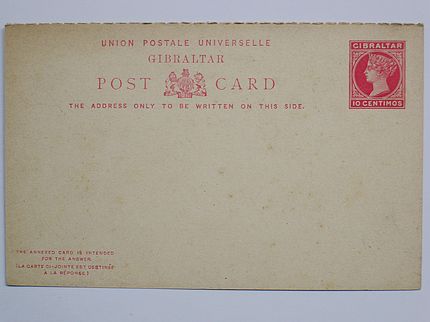 UNION POSTALE UNIVERSELLE
GIBRALTAR
POST CARD
THE ADDRESS ONLY TO BE WRITTEN ON THIS SIDE.
GIBRALTAR
10 CENTIMOS
THE ANNEXED CARD IS INTENDED
FOR THE ANSWER.
(LA CARTE CI-JOINTE EST DESTINÉE
A LA RÉPONSE)